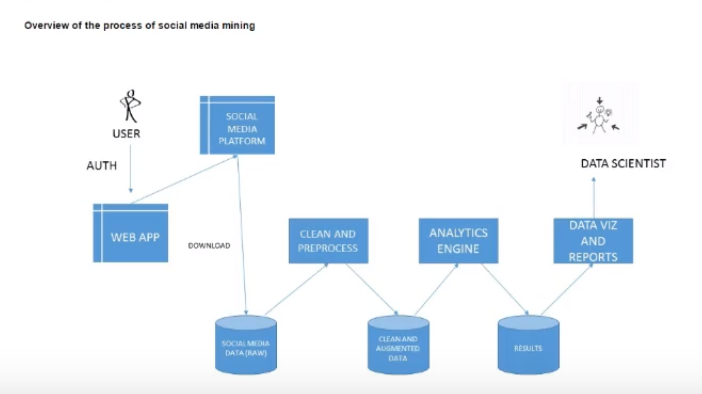 Overview of the process of social media mining
USER
SOCIAL
MEDIA
PLATFORM
AUTH
DATA SCIENTIST
WEB APP
DOWNLOAD
CLEAN AND
PREPROCESS
ANALYTICS
ENGINE
DATA VIZ
AND
REPORTS
SOCIAL MEDIA
DATA (RAW)
CLEAN AND
AUGMENTED
DATA
RESULTS